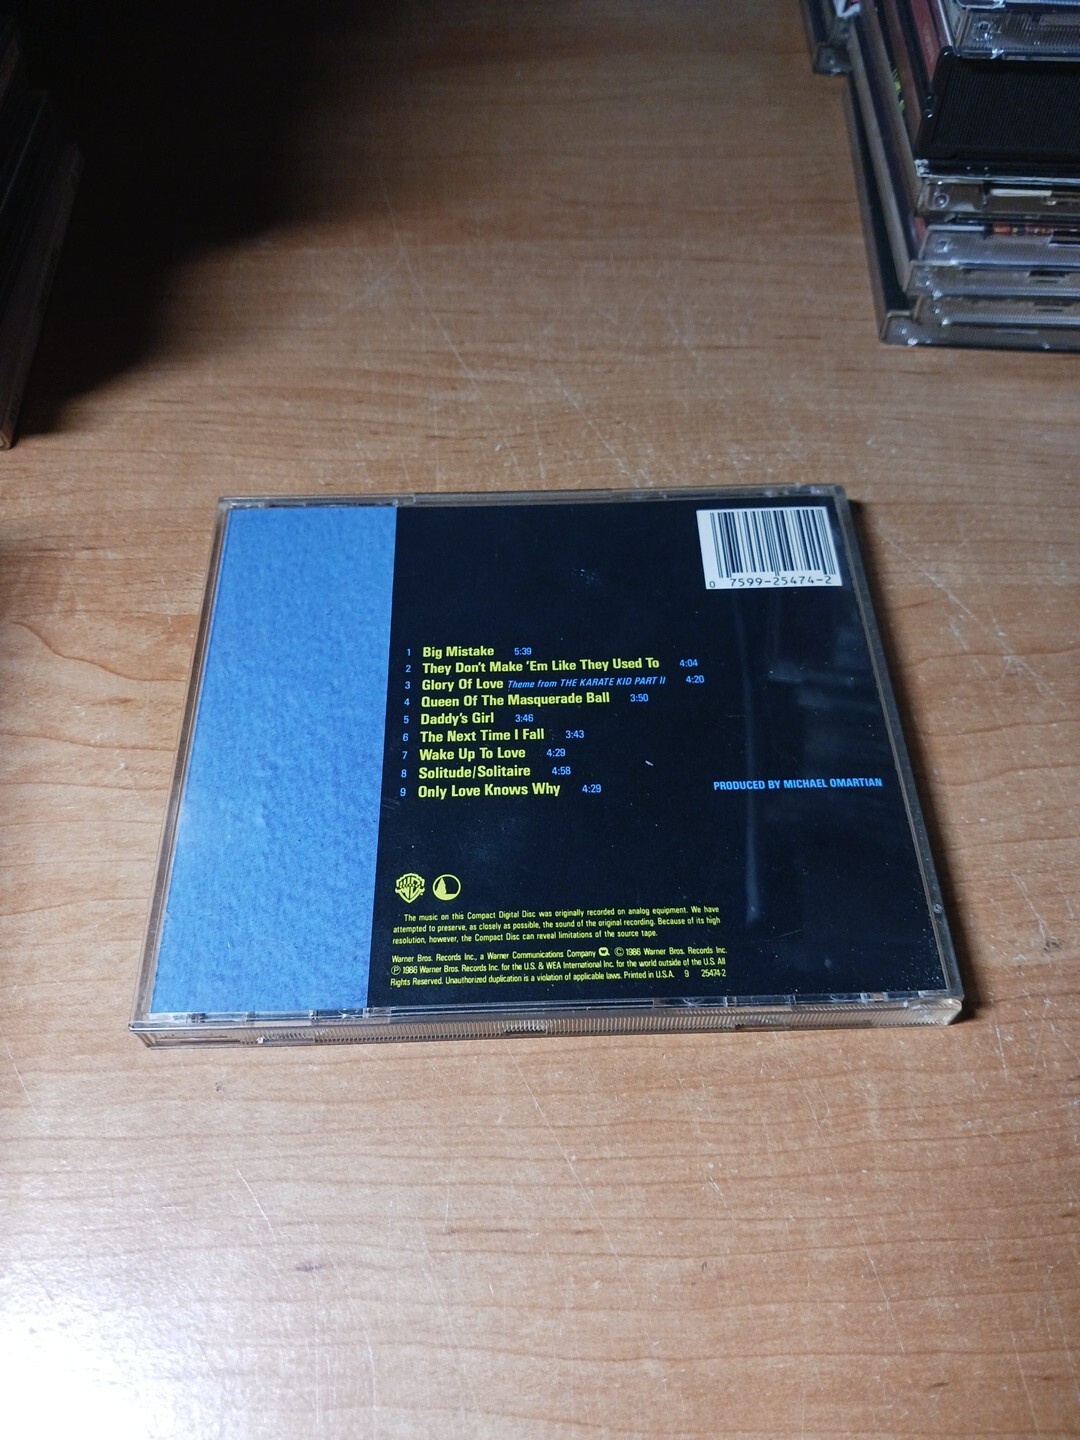 0 7599-25474-2
1 Big Mistake 5:39
2 They Don't Make 'Em Like They Used To 4:04
3 Glory Of Love Theme from THE KARATE KID PART II 4:20
4 Queen Of The Masquerade Ball 3:50
5 Daddy's Girl 3:46
6 The Next Time I Fall 3:43
7 Wake Up To Love 4:29
8 Solitude/Solitaire 4:58
9 Only Love Knows Why 4:29
PRODUCED BY MICHAEL OMARTIAN
The music on this Compact Digital Disc was originally recorded on analog equipment. We have
attempted to preserve, as closely as possible, the sound of the original recording. Because of its high
resolution, however, the Compact Disc can reveal limitations of the source tape.
Warner Bros. Records Inc., a Warner Communications Company © 1986 Warner Bros. Records Inc.
℗ 1986 Warner Bros. Records Inc. for the U.S. & WEA International Inc. for the world outside of the U.S. All
Rights Reserved. Unauthorized duplication is a violation of applicable laws. Printed in U.S.A. 9 25474-2